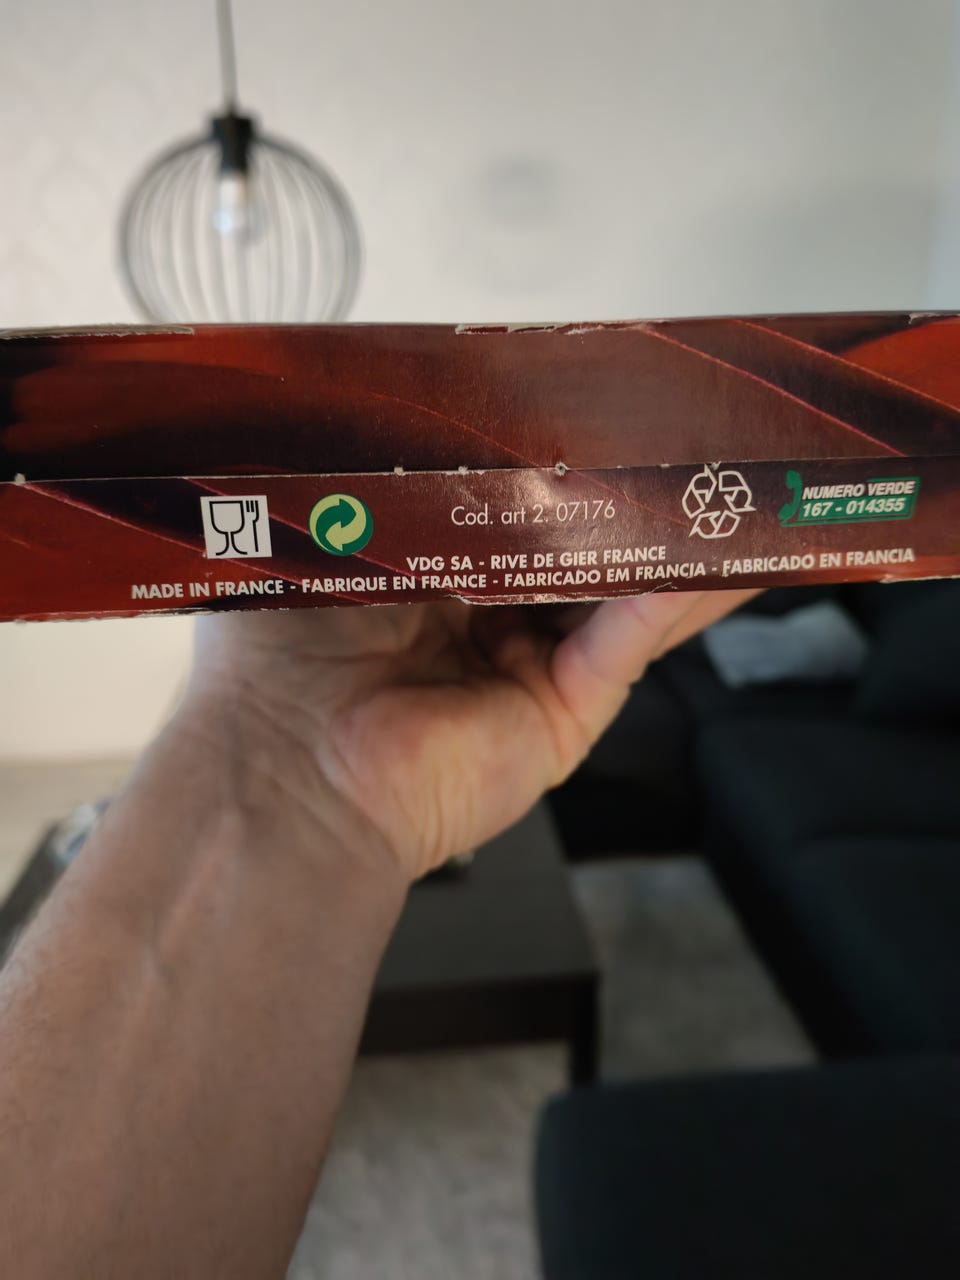 Cod. art 2. 07176
NUMERO VERDE
167 - 014355
VDG SA - RIVE DE GIER FRANCE
MADE IN FRANCE - FABRIQUE EN FRANCE - FABRICADO EM FRANCIA - FABRICADO EN FRANCIA